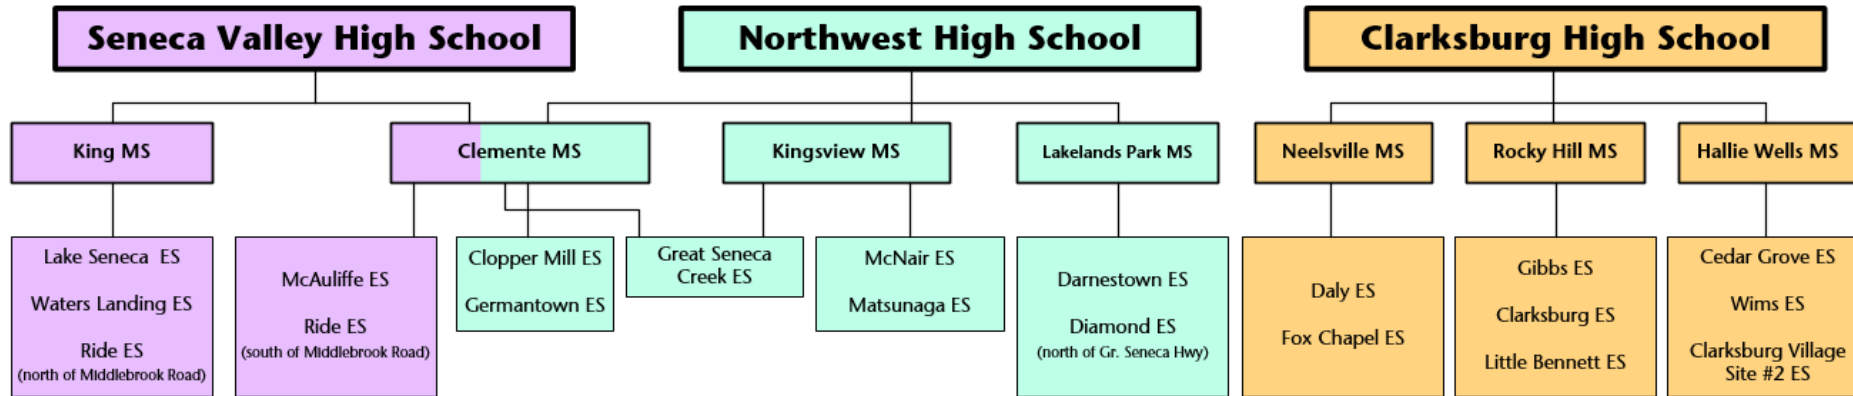 Seneca Valley High School
Northwest High School
Clarksburg High School
King MS
Clemente MS
Kingsview MS
Lakelands Park MS
Neelsville MS
Rocky Hill MS
Hallie Wells MS
Lake Seneca ES
Waters Landing ES
Ride ES
(north of Middlebrook Road)
McAuliffe ES
Ride ES
(south of Middlebrook Road)
Clopper Mill ES
Germantown ES
Great Seneca
Creek ES
McNair ES
Matsunaga ES
Darnestown ES
Diamond ES
(north of Gr. Seneca Hwy)
Daly ES
Fox Chapel ES
Gibbs ES
Clarksburg ES
Little Bennett ES
Cedar Grove ES
Wims ES
Clarksburg Village
Site #2 ES